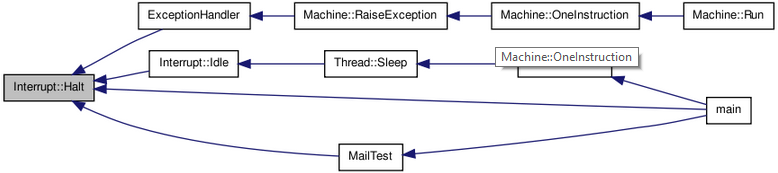 ExceptionHandler
Machine::RaiseException
Machine::OneInstruction
Machine::Run
Interrupt::Idle
Thread::Sleep
Machine::OneInstruction
Interrupt::Halt
main
MailTest